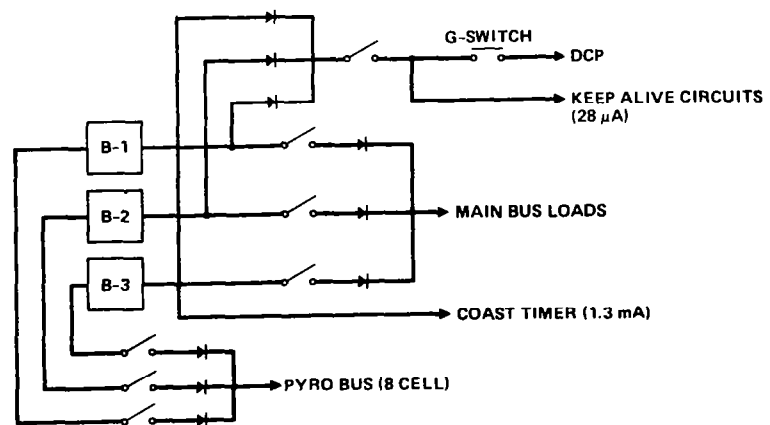 G-SWITCH
DCP
KEEP ALIVE CIRCUITS
(28 μA)
B-1
B-2
MAIN BUS LOADS
B-3
COAST TIMER (1.3 mA)
PYRO BUS (8 CELL)